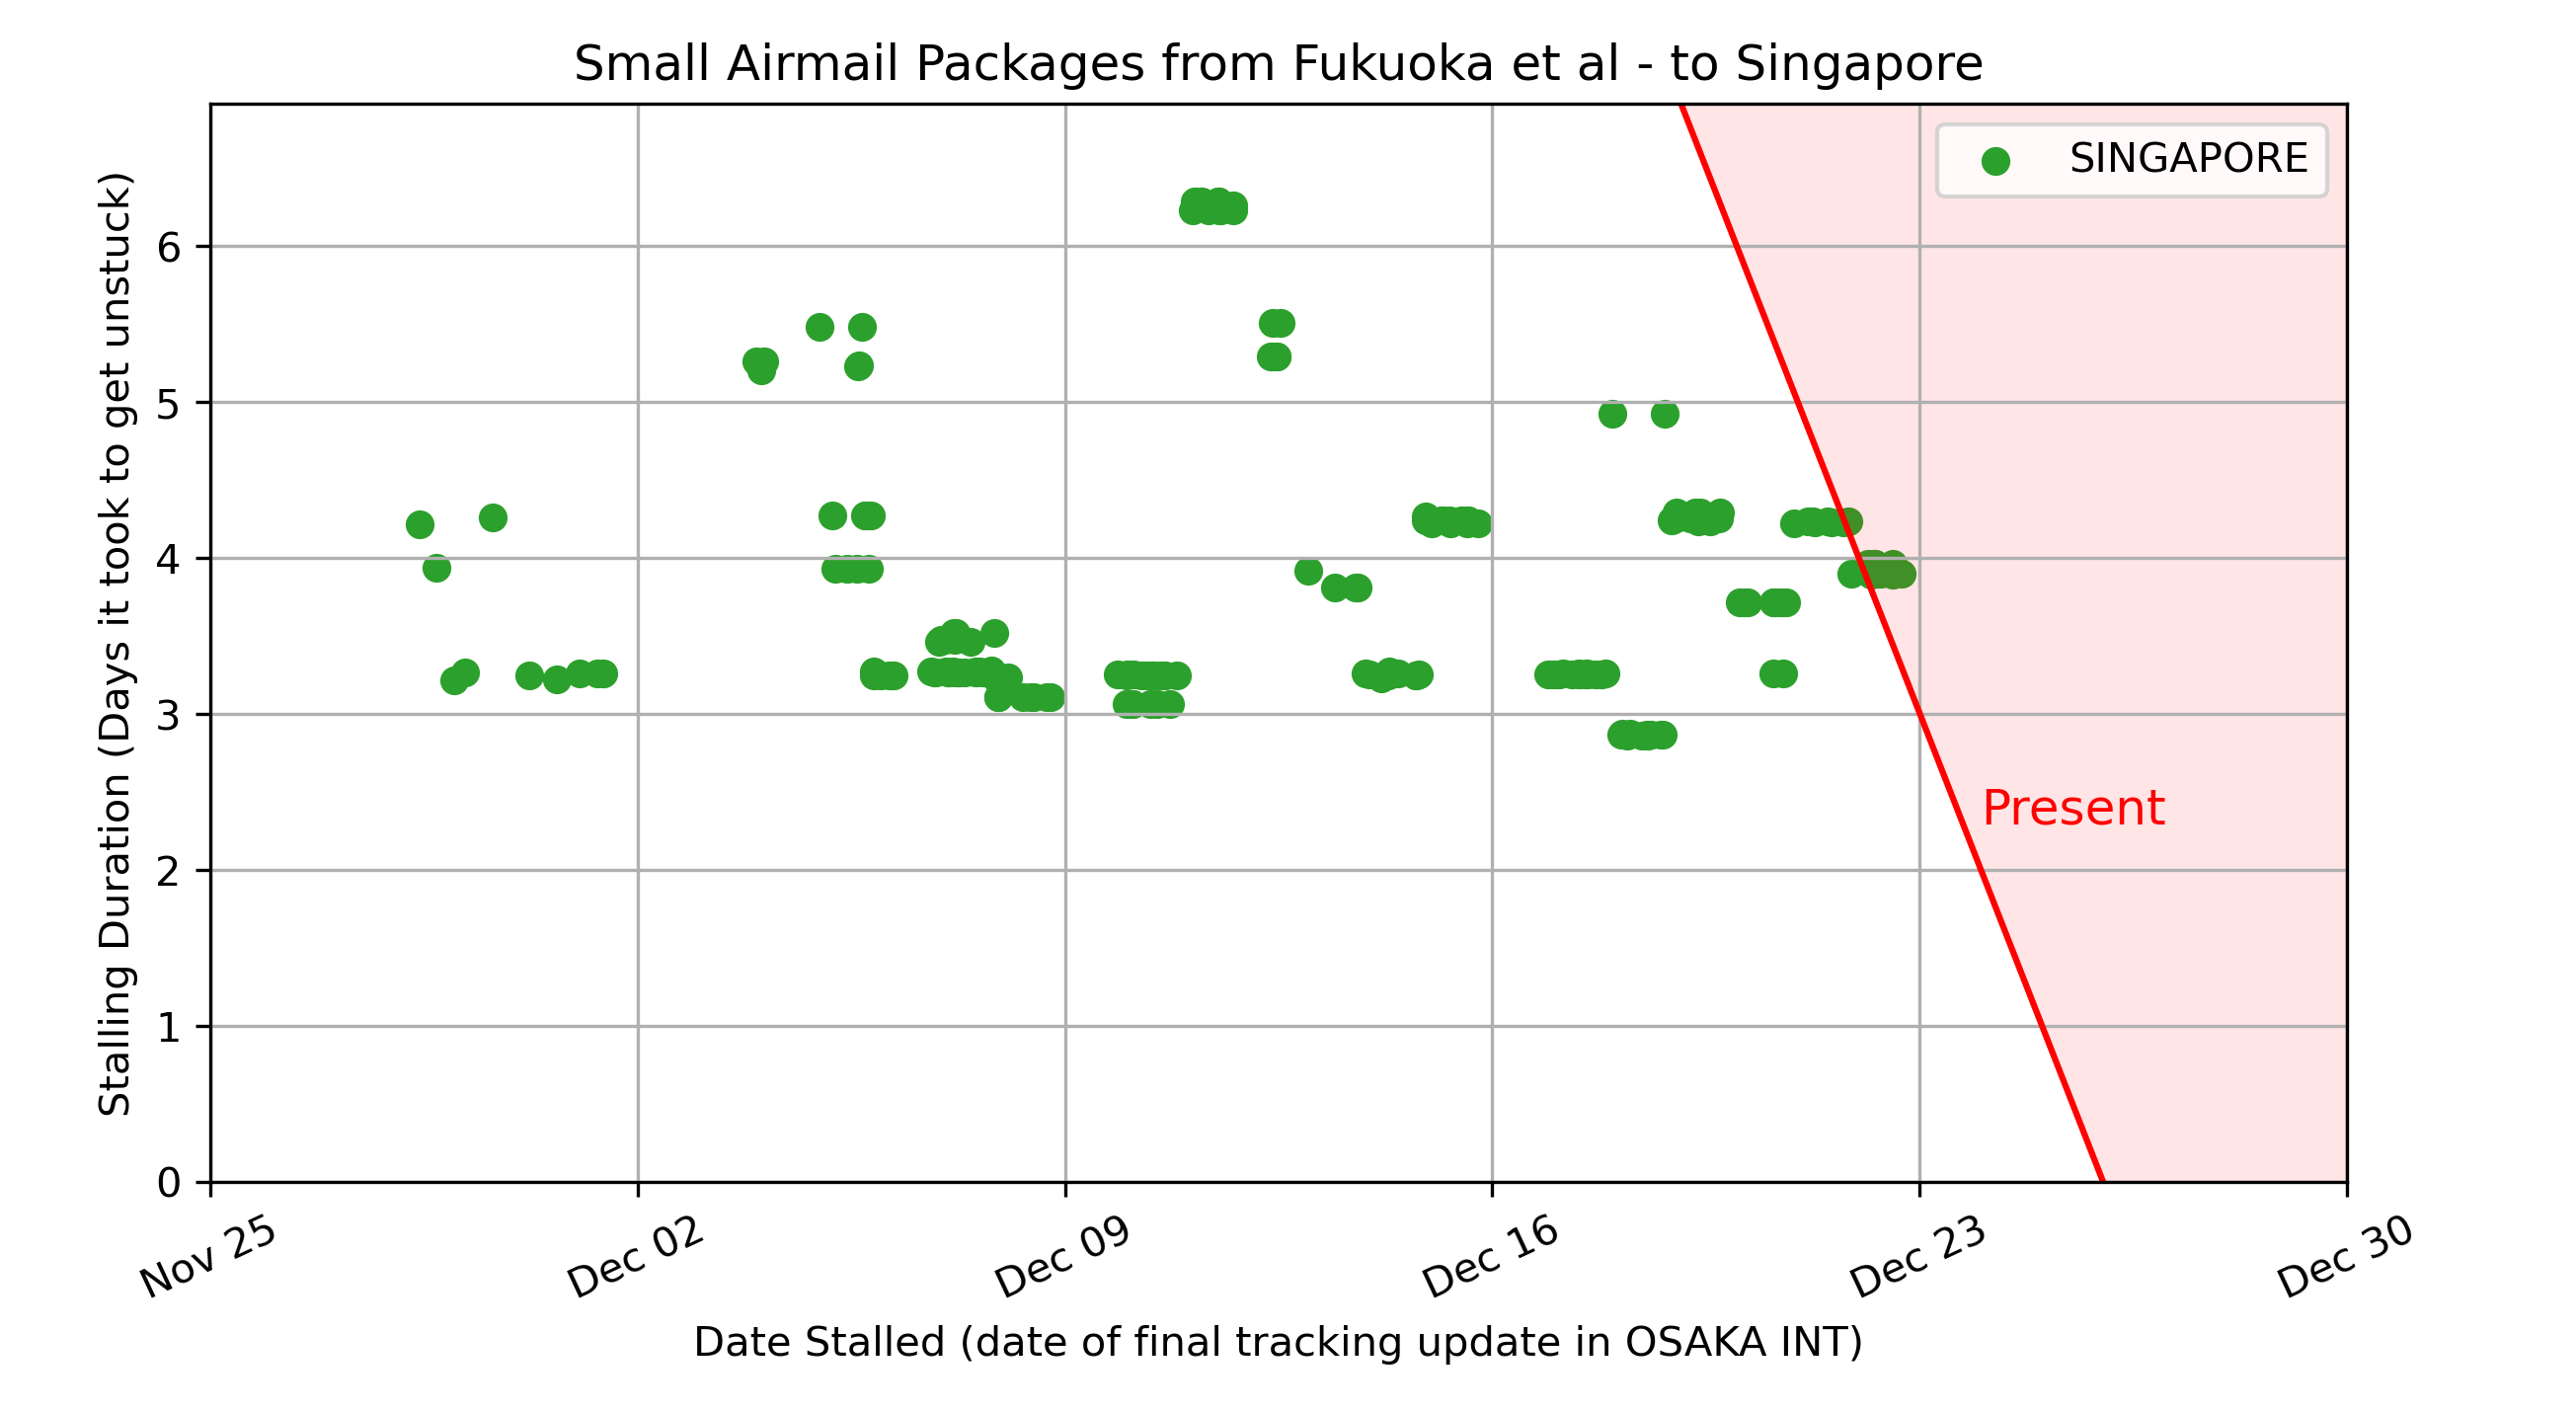 Small Airmail Packages from Fukuoka et al - to Singapore
SINGAPORE
Stalling Duration (Days it took to get unstuck)
6
5
4
3
2
1
0
Present
Nov 25
Dec 02
Dec 09
Dec 16
Dec 23
Dec 30
Date Stalled (date of final tracking update in OSAKA INT)